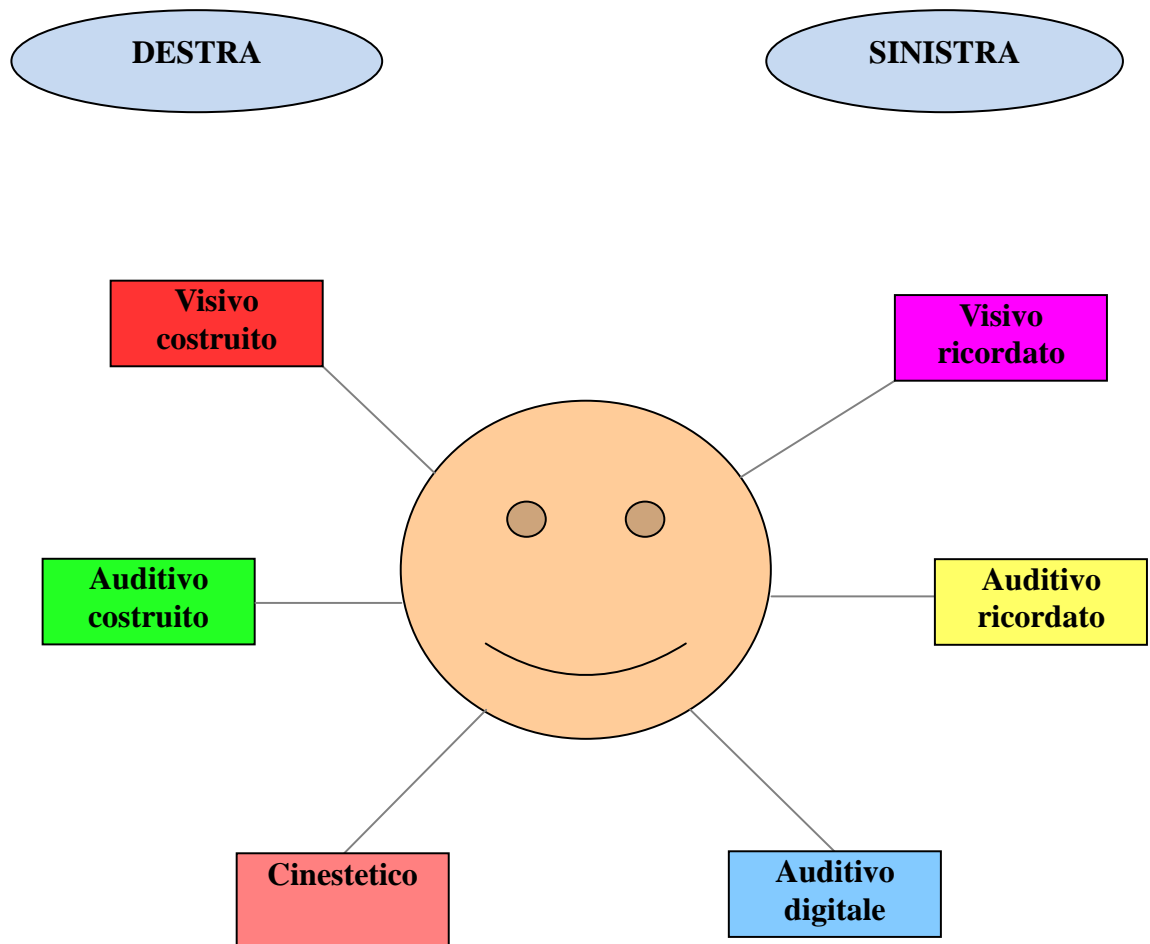 DESTRA
SINISTRA
Visivo
costruito
Visivo
ricordato
Auditivo
costruito
Auditivo
ricordato
Cinestetico
Auditivo
digitale